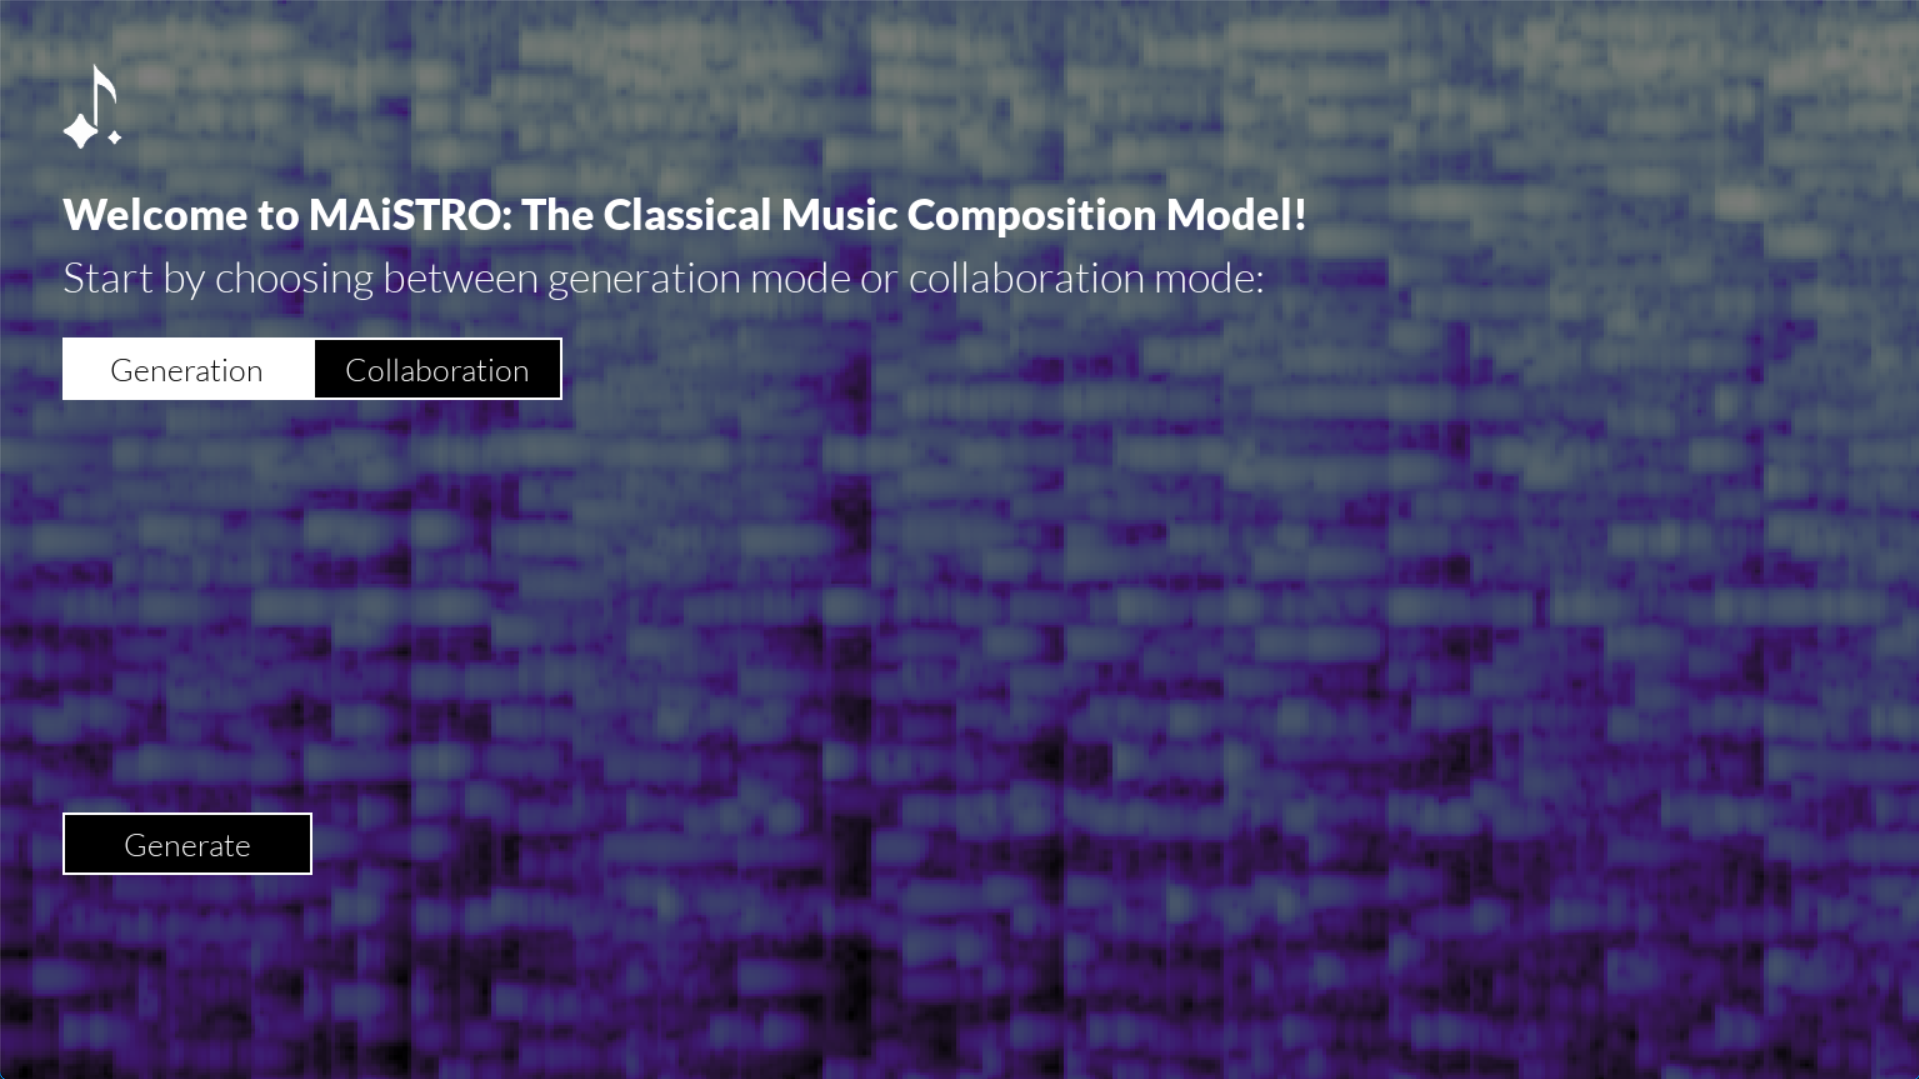 Welcome to MAiSTRO: The Classical Music Composition Model!
Start by choosing between generation mode or collaboration mode:
Generation Collaboration
Generate